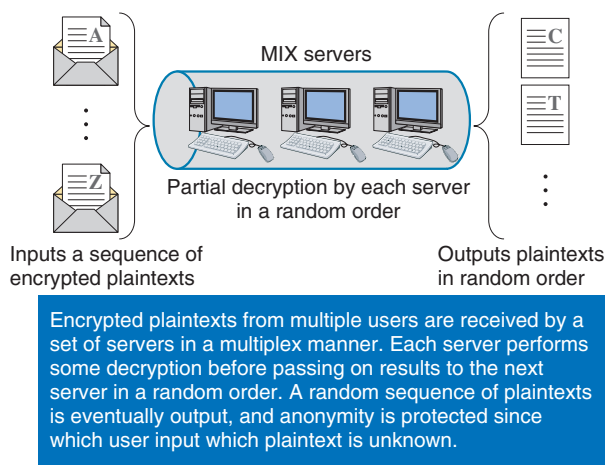 A
Z
Inputs a sequence of
encrypted plaintexts
MIX servers
Partial decryption by each server
in a random order
C
T
Outputs plaintexts
in random order
Encrypted plaintexts from multiple users are received by a
set of servers in a multiplex manner. Each server performs
some decryption before passing on results to the next
server in a random order. A random sequence of plaintexts
is eventually output, and anonymity is protected since
which user input which plaintext is unknown.